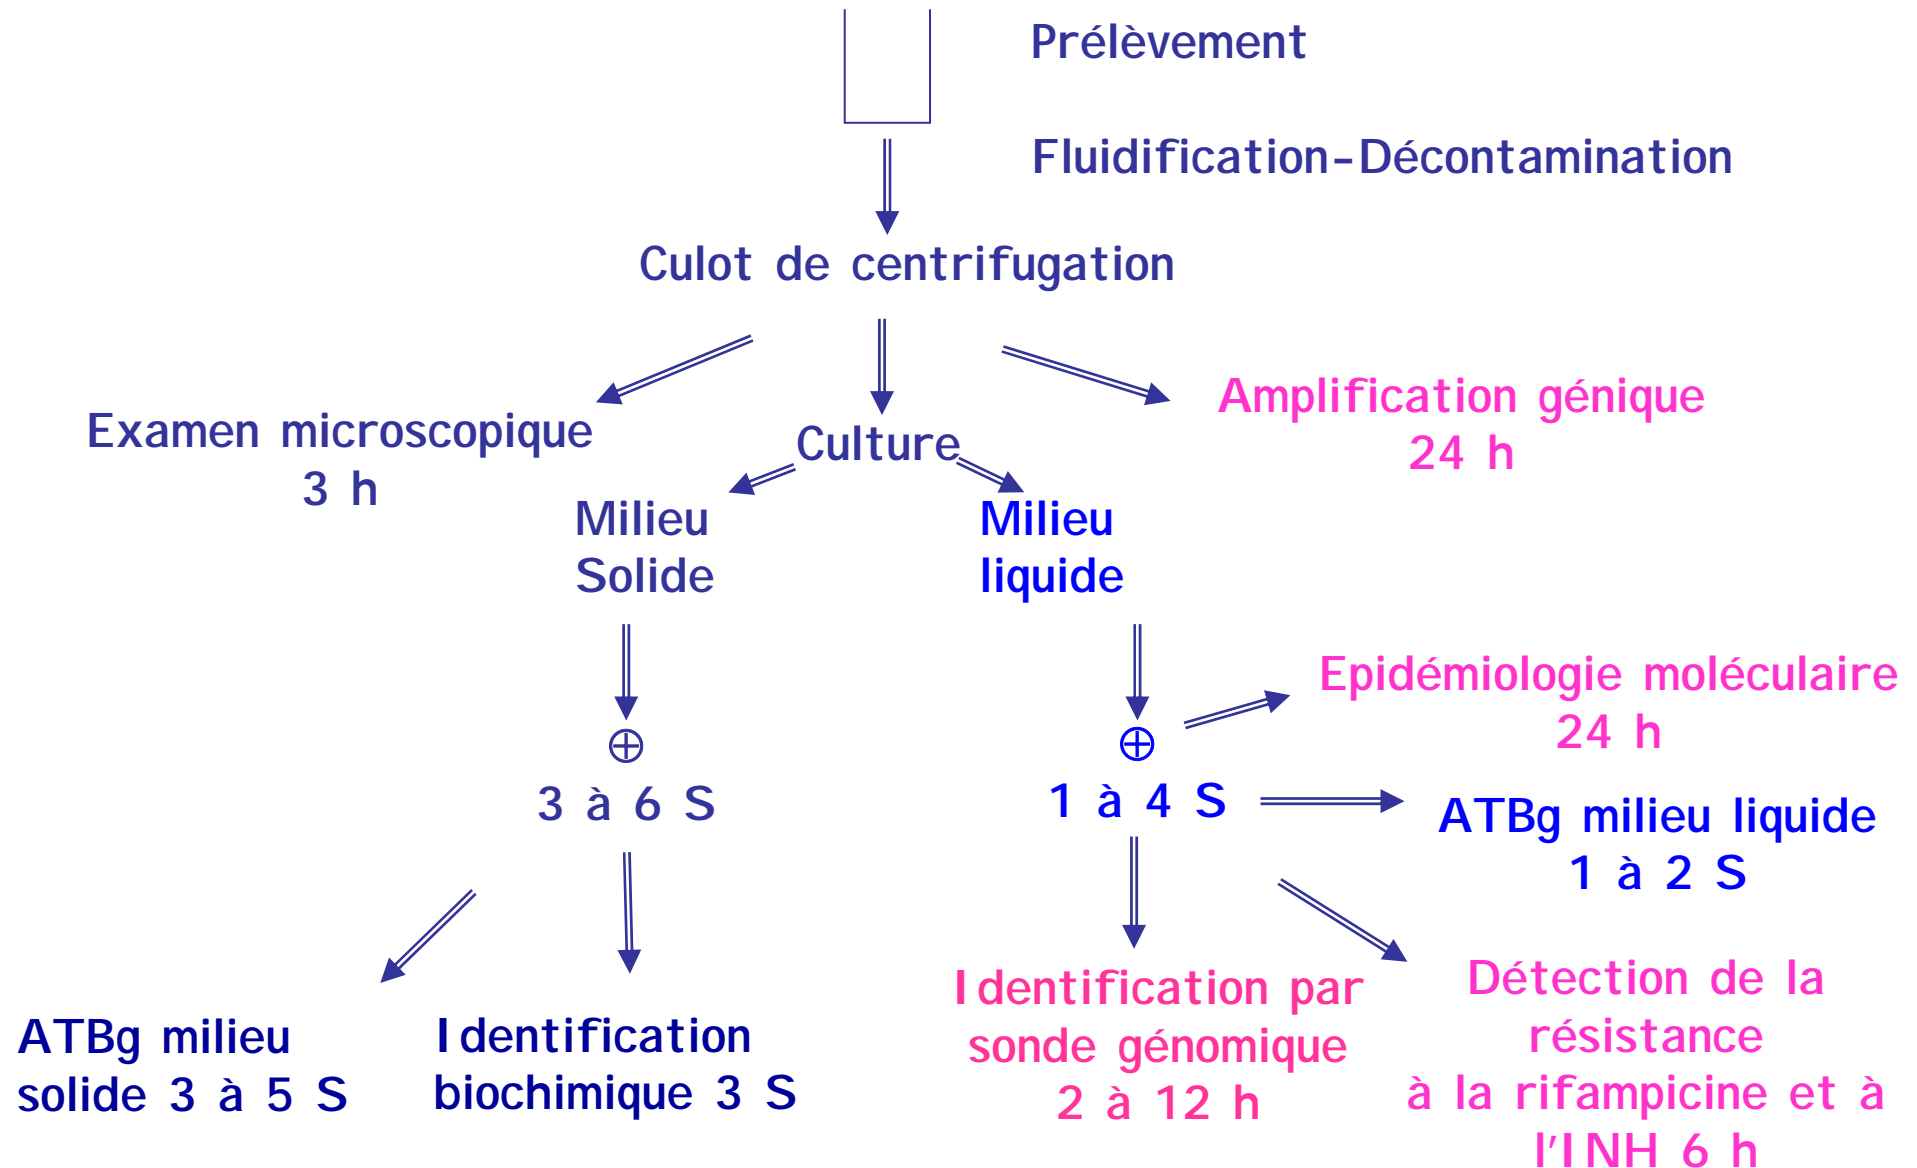 Prélèvement
Fluidification-Décontamination
Culot de centrifugation
Examen microscopique
3 h
Culture
Amplification génique
24 h
Milieu
Solide
Milieu
liquide
⊕
3 à 6 S
⊕
1 à 4 S
Epidémiologie moléculaire
24 h
ATBg milieu liquide
1 à 2 S
ATBg milieu
solide 3 à 5 S
Identification
biochimique 3 S
Identification par
sonde génomique
2 à 12 h
Détection de la
résistance
à la rifampicine et à
l'INH 6 h